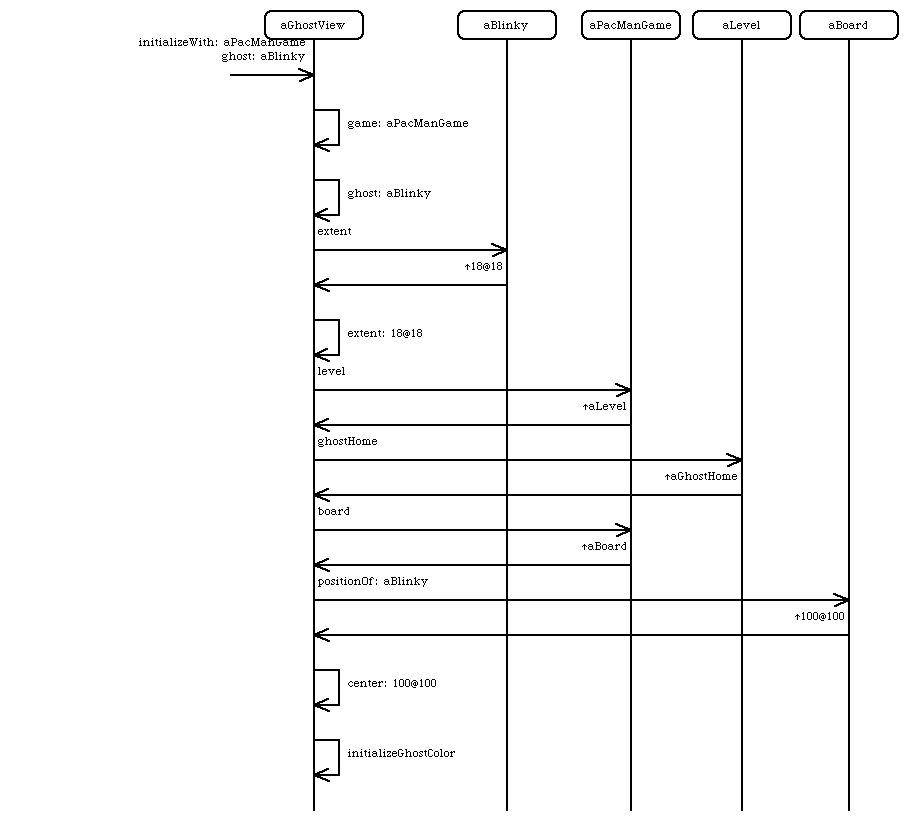 aGhostView
aBlinky
aPacManGame
aLevel
aBoard
initializeWith: aPacManGame
ghost: aBlinky
game: aPacManGame
ghost: aBlinky
extent
↑18@18
extent: 18@18
level
↑aLevel
ghostHome
↑aGhostHome
board
↑aBoard
positionOf: aBlinky
↑100@100
center: 100@100
initializeGhostColor